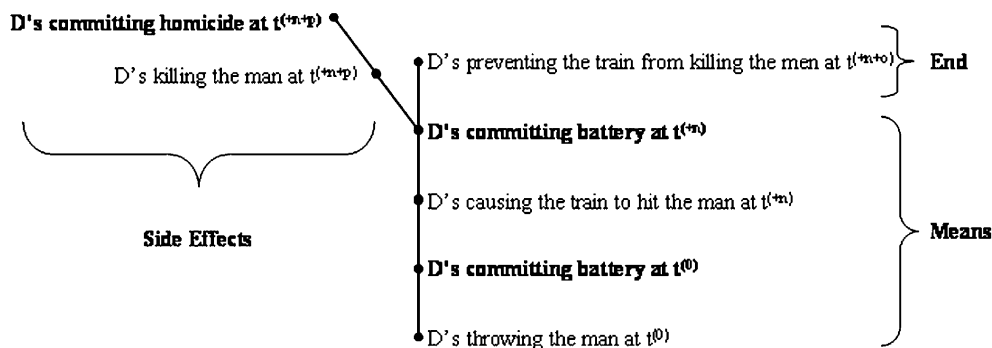 D's committing homicide at t(+n+p)
D's killing the man at t(+n+p)
D's preventing the train from killing the men at t(+n+o)
End
D's committing battery at t(+n)
D's causing the train to hit the man at t(+n)
Side Effects
Means
D's committing battery at t(0)
D's throwing the man at t(0)